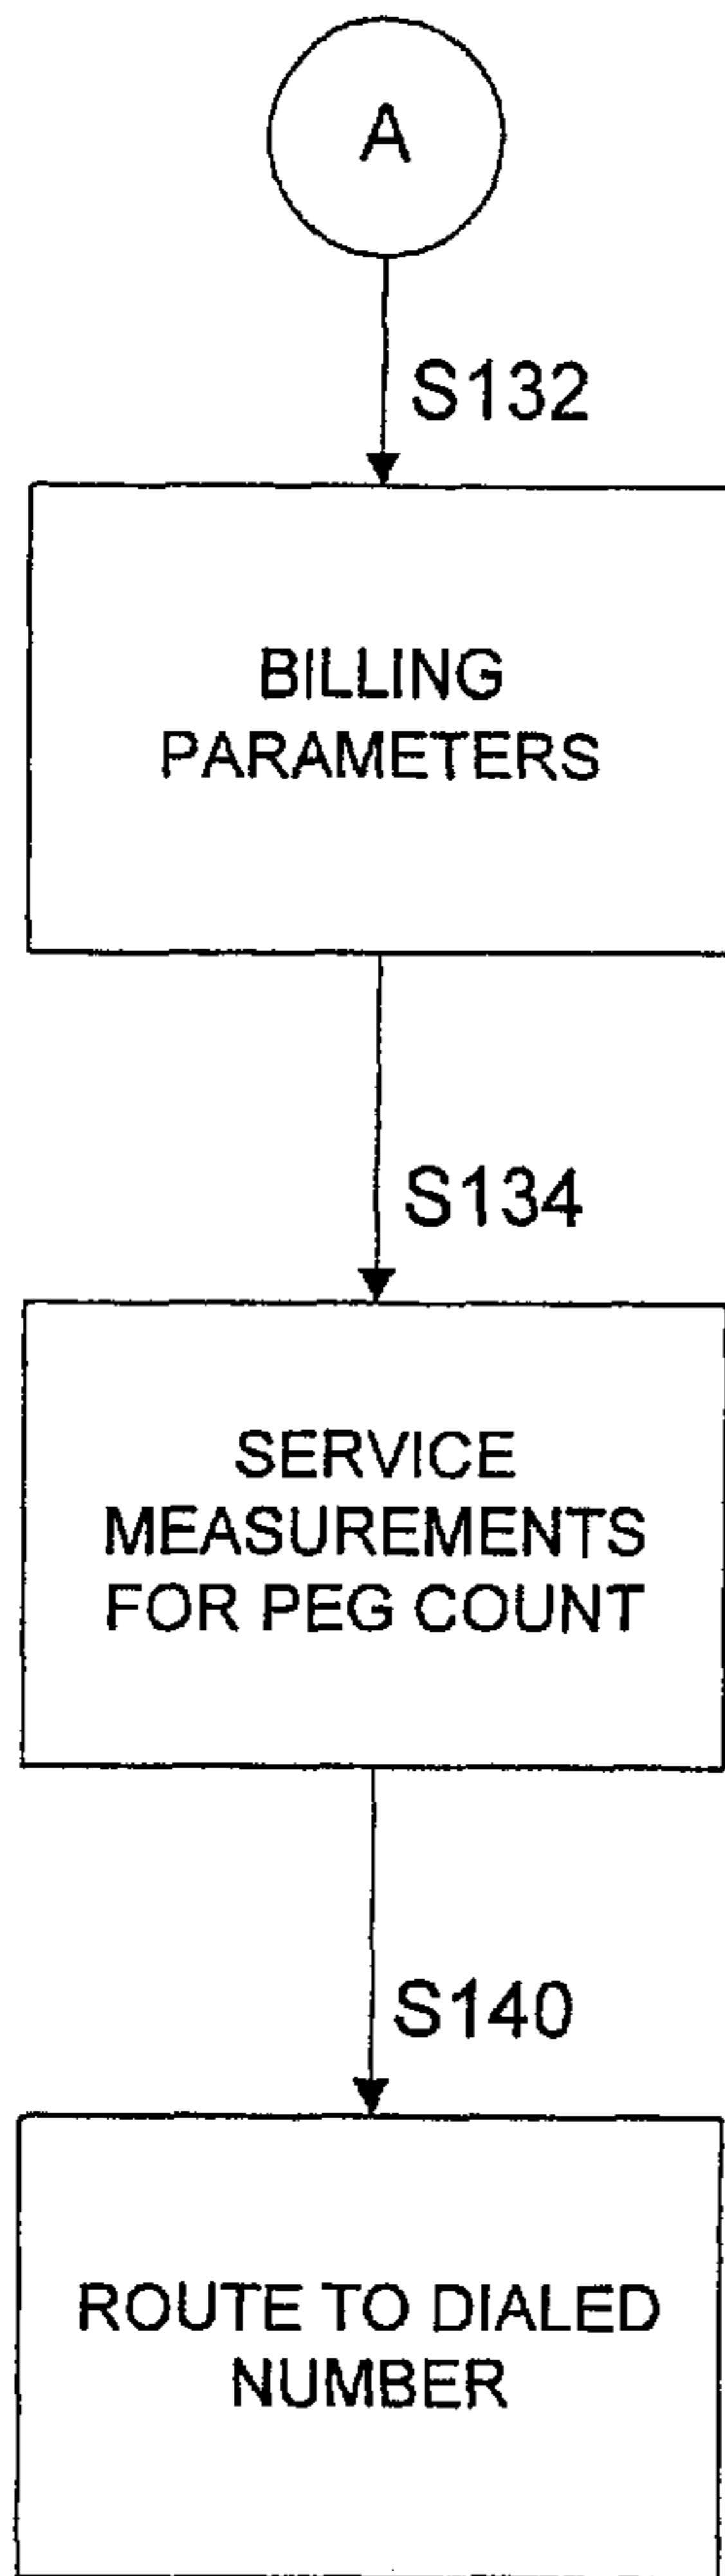 A
S132
BILLING
PARAMETERS
S134
SERVICE
MEASUREMENTS
FOR PEG COUNT
S140
ROUTE TO DIALED
NUMBER